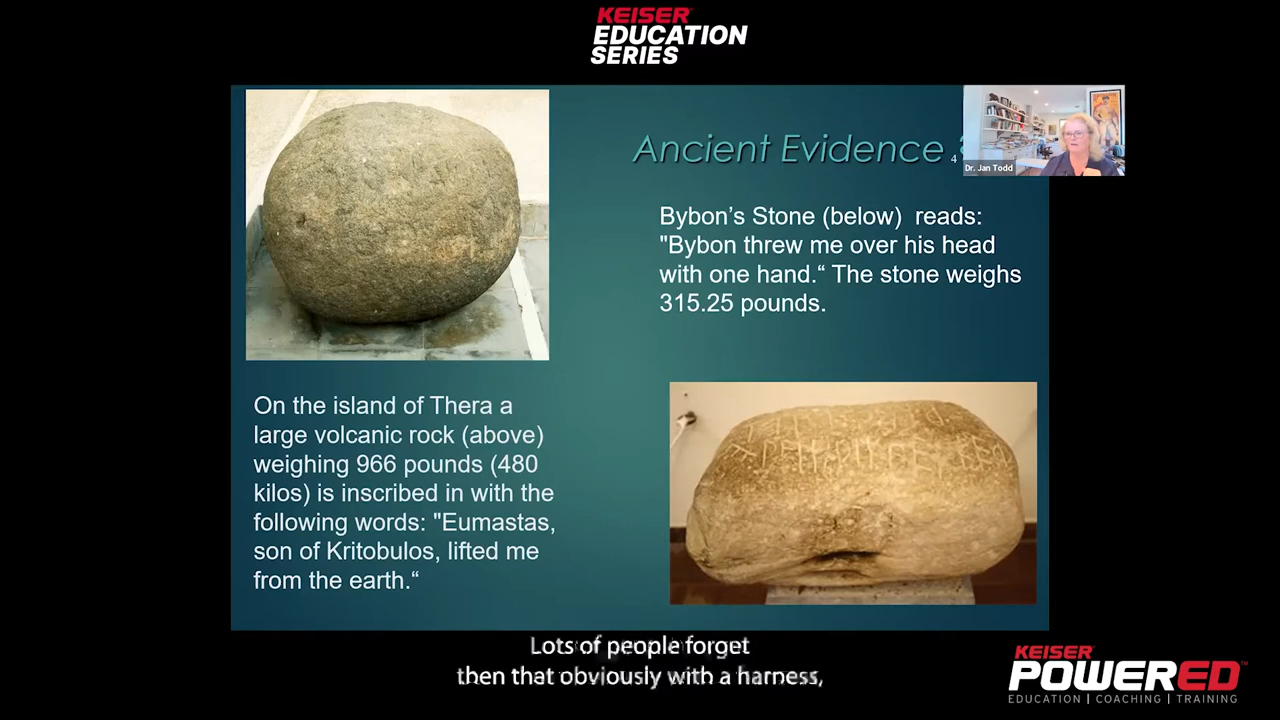 KEISER
EDUCATION
SERIES
Ancient Evidence
4
Dr. Jan Todd
Bybon’s Stone (below) reads:
"Bybon threw me over his head
with one hand.“ The stone weighs
315.25 pounds.
On the island of Thera a
large volcanic rock (above)
weighing 966 pounds (480
kilos) is inscribed in with the
following words: "Eumastas,
son of Kritobulos, lifted me
from the earth.“
Lots of people forget
then that obviously with a harness,
KEISER
POWERED™
EDUCATION | COACHING | TRAINING